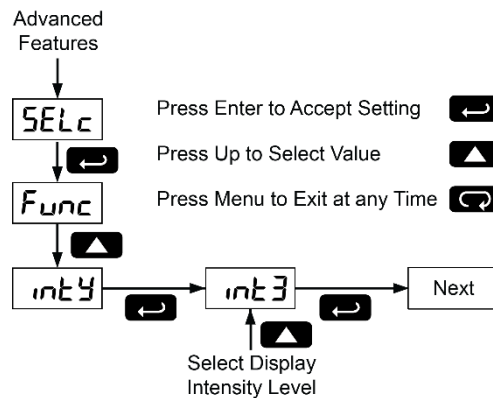 Advanced
Features
SELc
Press Enter to Accept Setting
Press Up to Select Value
Func
Press Menu to Exit at any Time
intY
int3
Next
Select Display
Intensity Level